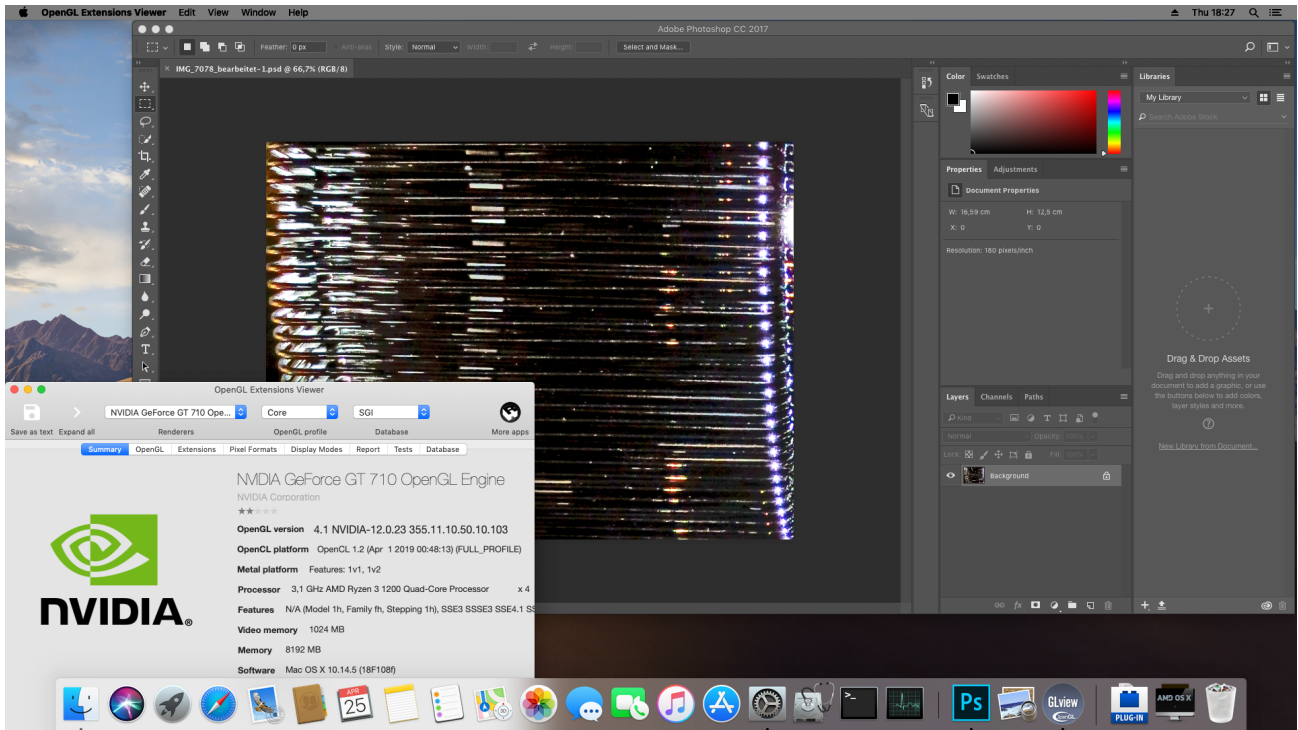 OpenGL Extensions Viewer Edit View Window Help Thu 18:27
Adobe Photoshop CC 2017
Feather: 0 px Anti-alias Style: Normal Width: Height: Select and Mask...
× IMG_7078_bearbeitet-1.psd @ 66,7% (RGB/8)
Color Swatches
Libraries
My Library
Search Adobe Stock
Properties Adjustments
Document Properties
W: 16,59 cm H: 12,5 cm
X: 0 Y: 0
Resolution: 180 pixels/inch
Drag & Drop Assets
Drag and drop anything in your
document to add a graphic, or use
the buttons below to add colors,
layer styles and more.
New Library from Document...
Layers Channels Paths
Kind
Normal Opacity: 100%
Lock: Fill: 100%
Background
fx
OpenGL Extensions Viewer
NVIDIA GeForce GT 710 Ope... Core SGI
Save as text Expand all Renderers OpenGL profile Database More apps
Summary OpenGL Extensions Pixel Formats Display Modes Report Tests Database
NVIDIA GeForce GT 710 OpenGL Engine
NVIDIA Corporation
OpenGL version 4.1 NVIDIA-12.0.23 355.11.10.50.10.103
OpenCL platform OpenCL 1.2 (Apr 1 2019 00:48:13) (FULL_PROFILE)
Metal platform Features: 1v1, 1v2
Processor 3,1 GHz AMD Ryzen 3 1200 Quad-Core Processor x 4
Features N/A (Model 1h, Family fh, Stepping 1h), SSE3 SSSE3 SSE4.1 SS
Video memory 1024 MB
Memory 8192 MB
Software Mac OS X 10.14.5 (18F108f)
NVIDIA®
APR
25
Ps
GLview
OpenGL
PLUG-IN
AMD OS X